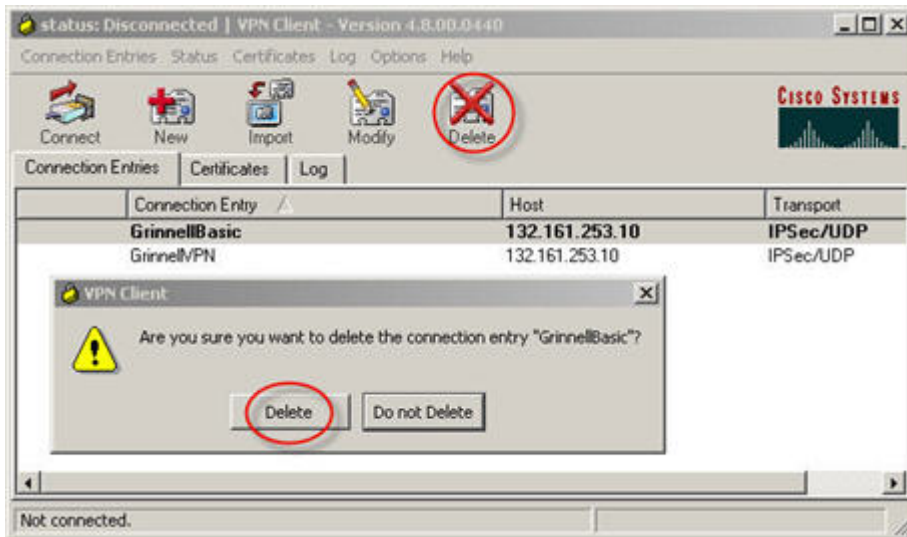 status: Disconnected | VPN Client - Version 4.8.00.0440
Connection Entries Status Certificates Log Options Help
Connect New Import Modify Delete
CISCO SYSTEMS
Connection Entries Certificates Log
Connection Entry Host Transport
GrinnellBasic 132.161.253.10 IPSec/UDP
GrinnellVPN 132.161.253.10 IPSec/UDP
VPN Client
Are you sure you want to delete the connection entry "GrinnellBasic"?
Delete Do not Delete
Not connected.